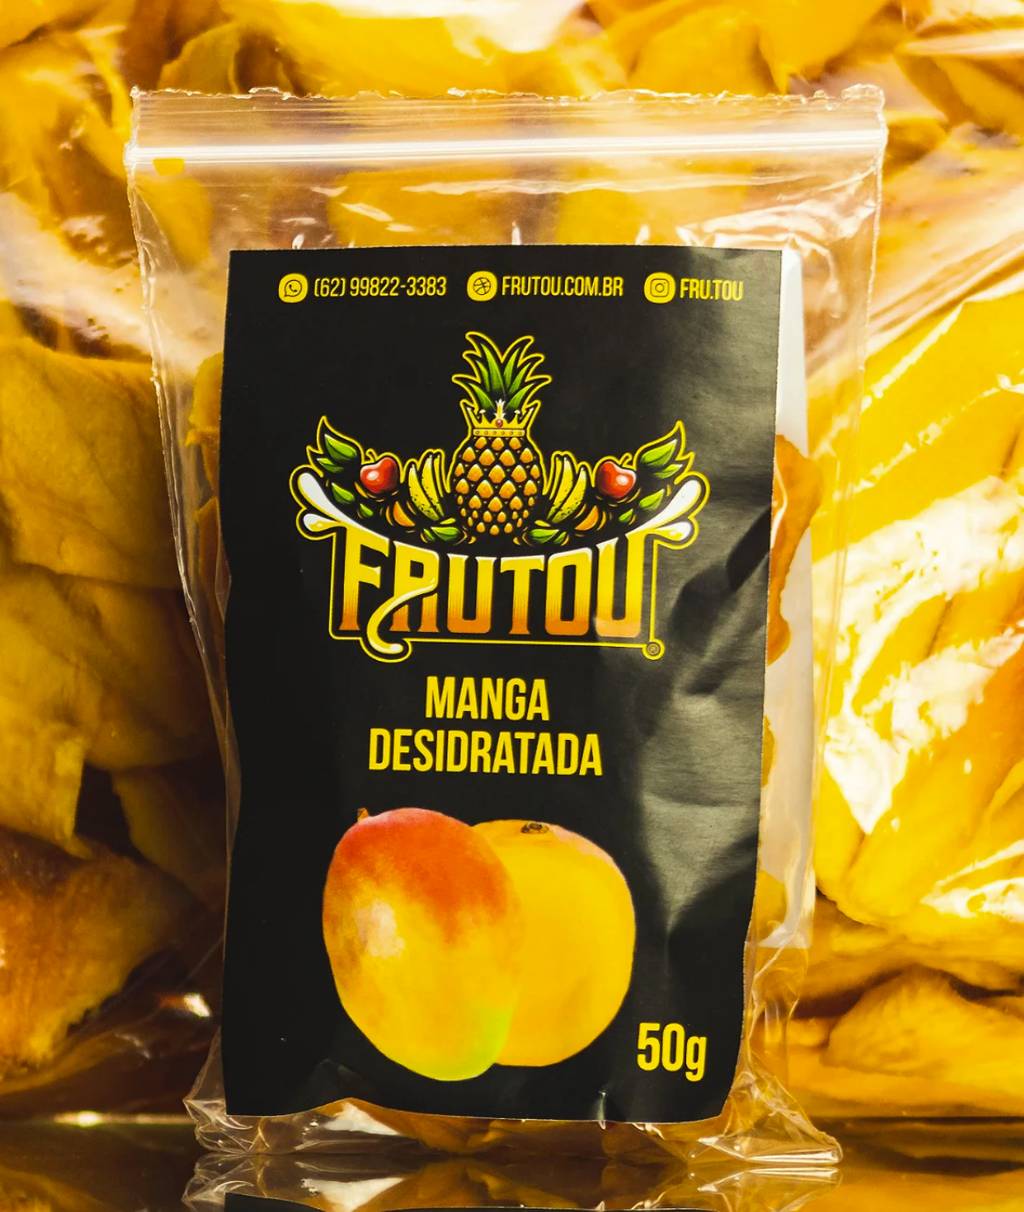 (62) 99822-3383 FRUTOU.COM.BR FRU.TOU
FRUTOU
MANGA
DESIDRATADA
50g